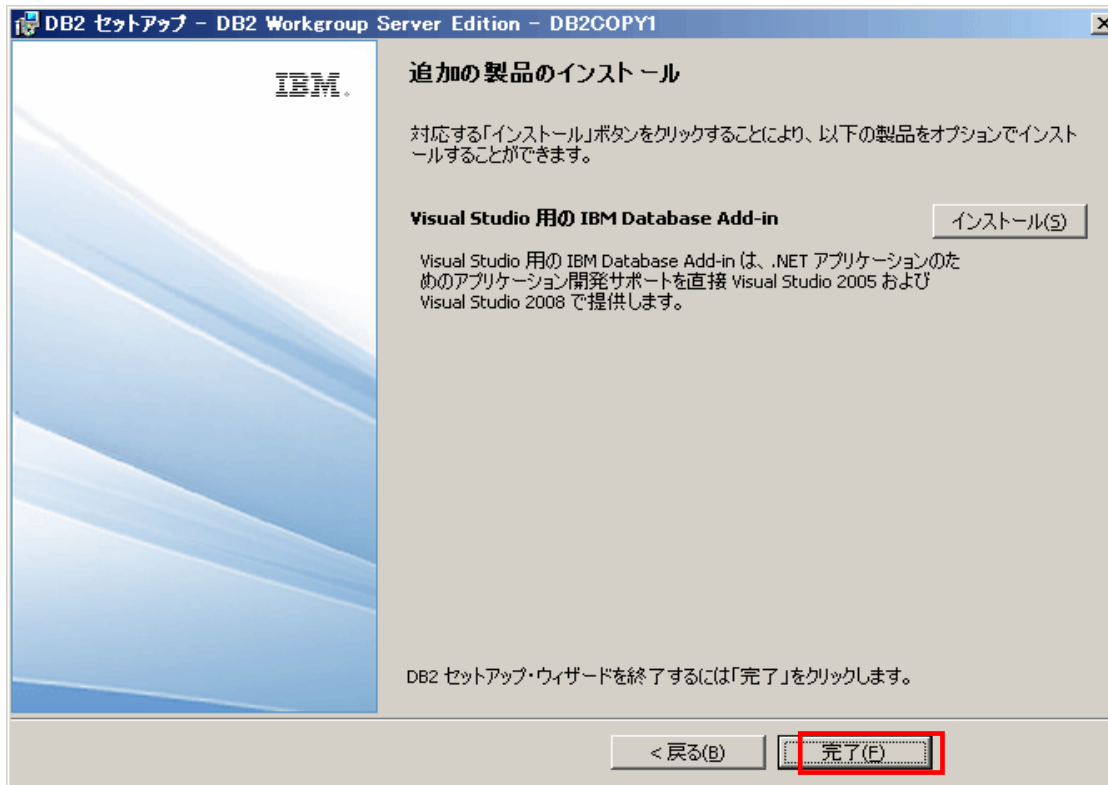 DB2 セットアップ - DB2 Workgroup Server Edition - DB2COPY1
IBM.
追加の製品のインストール
対応する「インストール」ボタンをクリックすることにより、以下の製品をオプションでインスト
ールすることができます。
Visual Studio 用の IBM Database Add-in
インストール(S)
Visual Studio 用の IBM Database Add-in は、.NET アプリケーションのた
めのアプリケーション開発サポートを直接 Visual Studio 2005 および
Visual Studio 2008 で提供します。
DB2 セットアップ・ウィザードを終了するには「完了」をクリックします。
< 戻る(B)
完了(F)